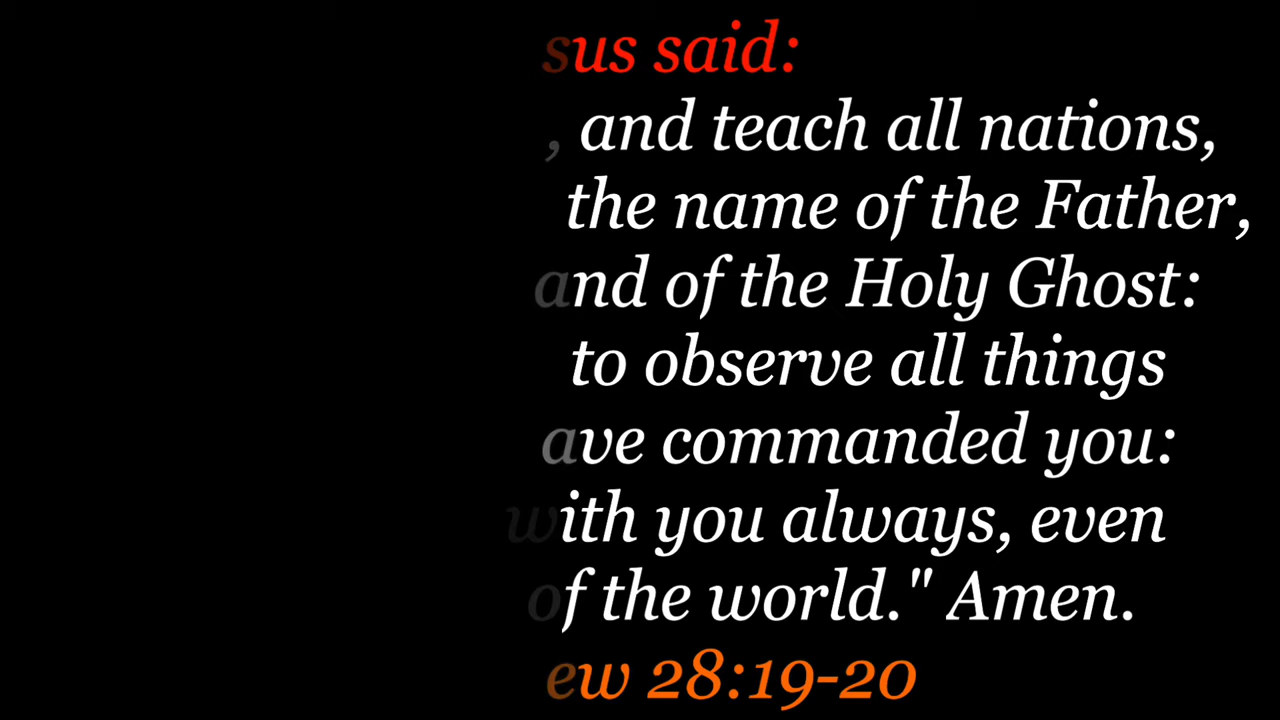 sus said:
, and teach all nations,
the name of the Father,
and of the Holy Ghost:
to observe all things
ave commanded you:
with you always, even
of the world." Amen.
ew 28:19-20